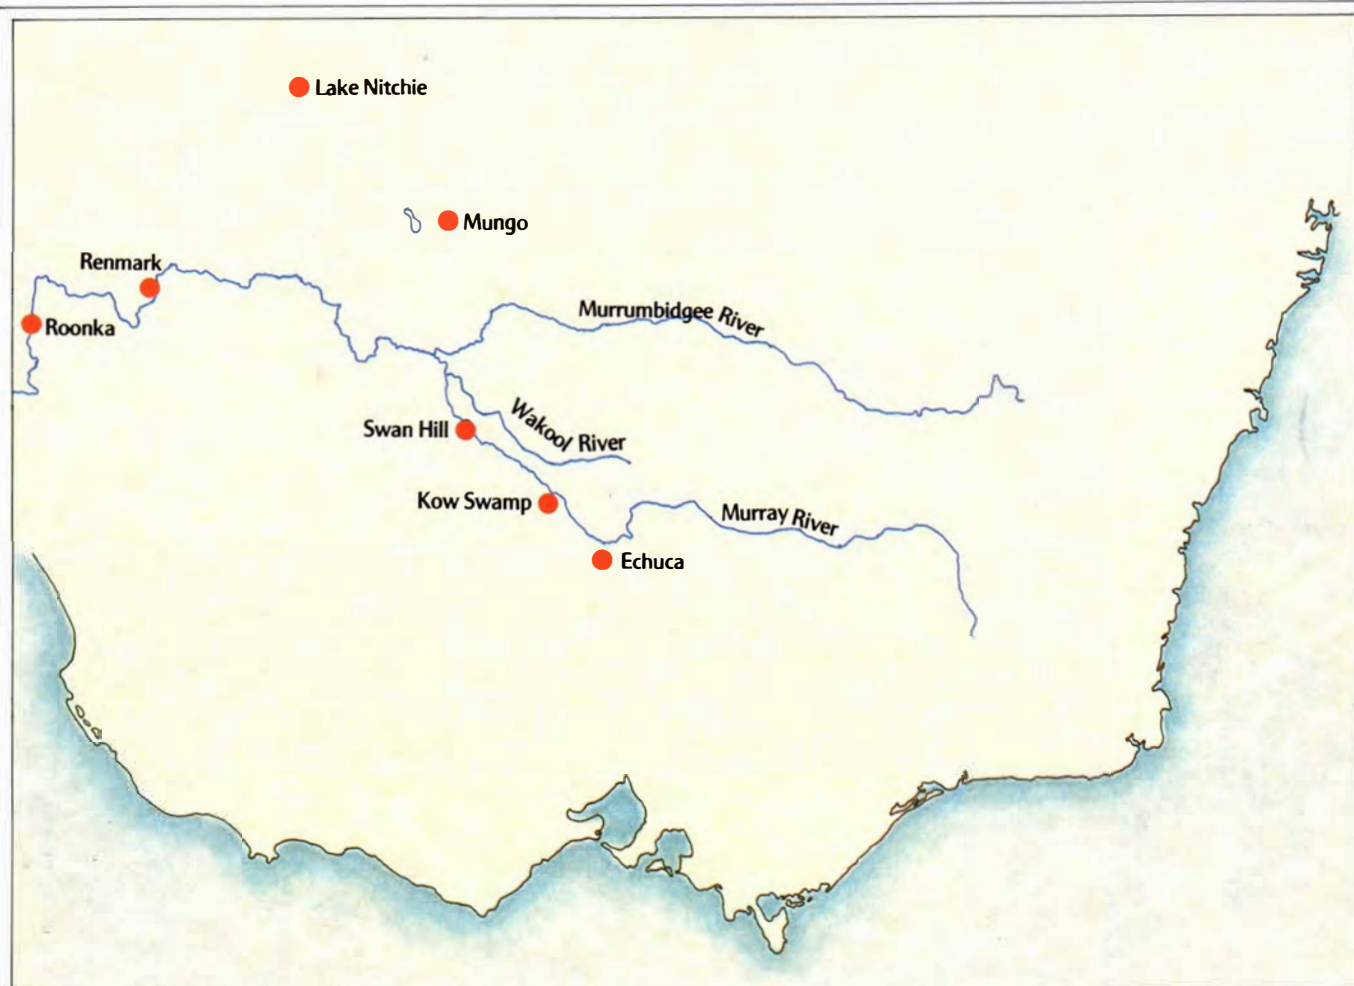 Lake Nitchie
Mungo
Renmark
Roonka
Murrumbidgee River
Wakool River
Swan Hill
Kow Swamp
Murray River
Echuca